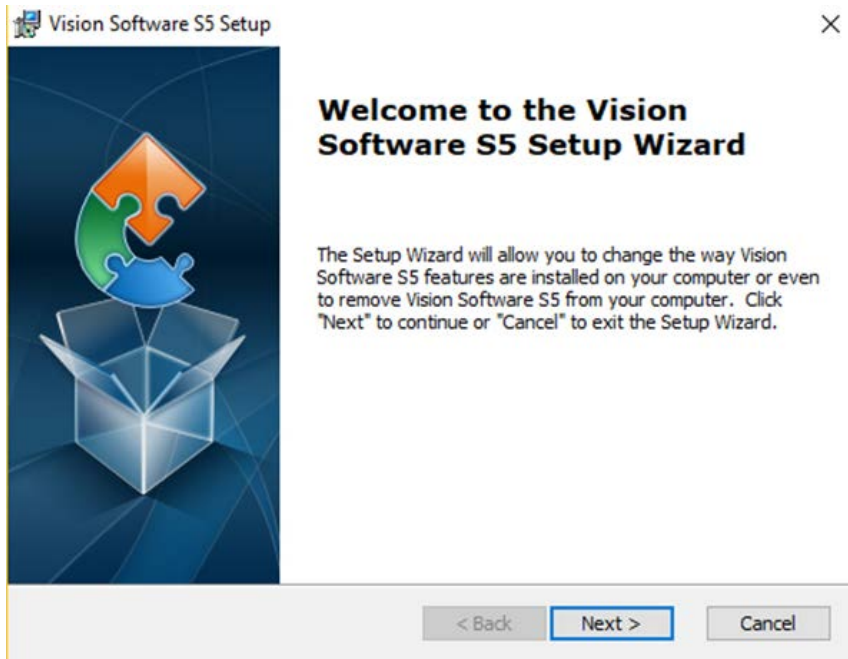 Vision Software S5 Setup
Welcome to the Vision
Software S5 Setup Wizard
The Setup Wizard will allow you to change the way Vision
Software S5 features are installed on your computer or even
to remove Vision Software S5 from your computer. Click
"Next" to continue or "Cancel" to exit the Setup Wizard.
< Back Next > Cancel